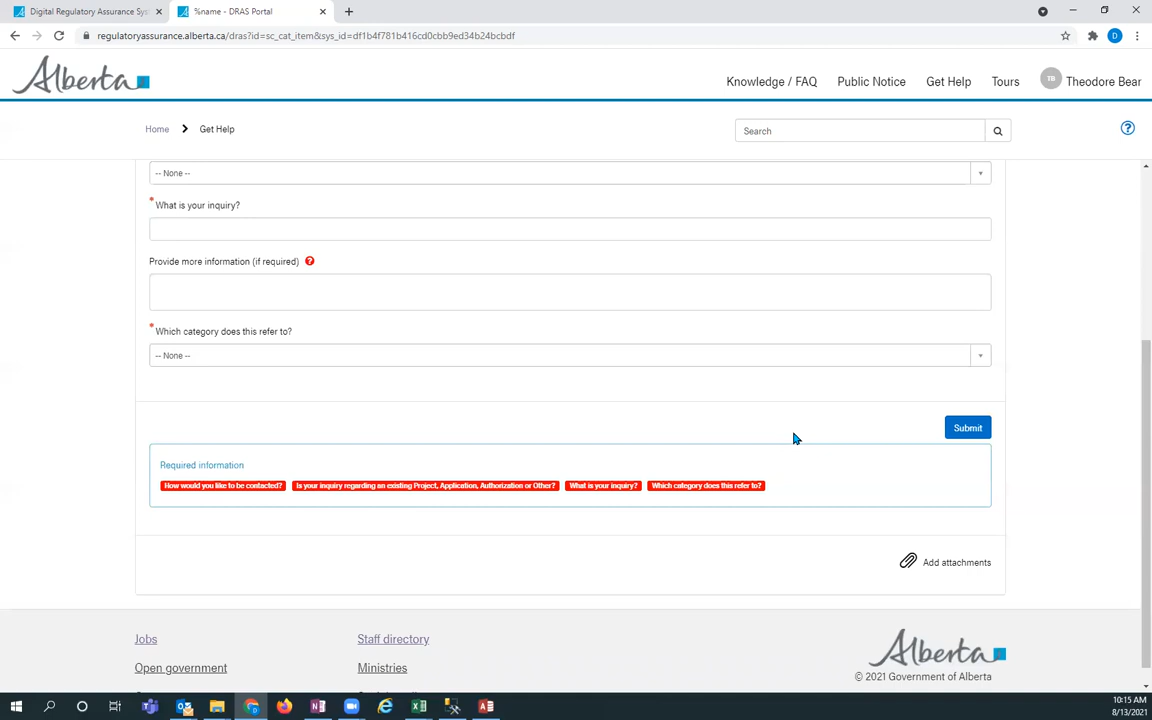 Digital Regulatory Assurance Sys
%name - DRAS Portal
regulatoryassurance.alberta.ca/dras?id=sc_cat_item&sys_id=df1b4f781b416cd0cbb9ed34b24bcbdf
D
Alberta
Knowledge / FAQ
Public Notice
Get Help
Tours
TB
Theodore Bear
Home
Get Help
Search
-- None --
* What is your inquiry?
Provide more information (if required)
* Which category does this refer to?
-- None --
Submit
Required information
How would you like to be contacted? Is your inquiry regarding an existing Project, Application, Authorization or Other? What is your inquiry? Which category does this refer to?
Add attachments
Jobs
Staff directory
Alberta
Open government
Ministries
© 2021 Government of Alberta
10:15 AM
8/13/2021